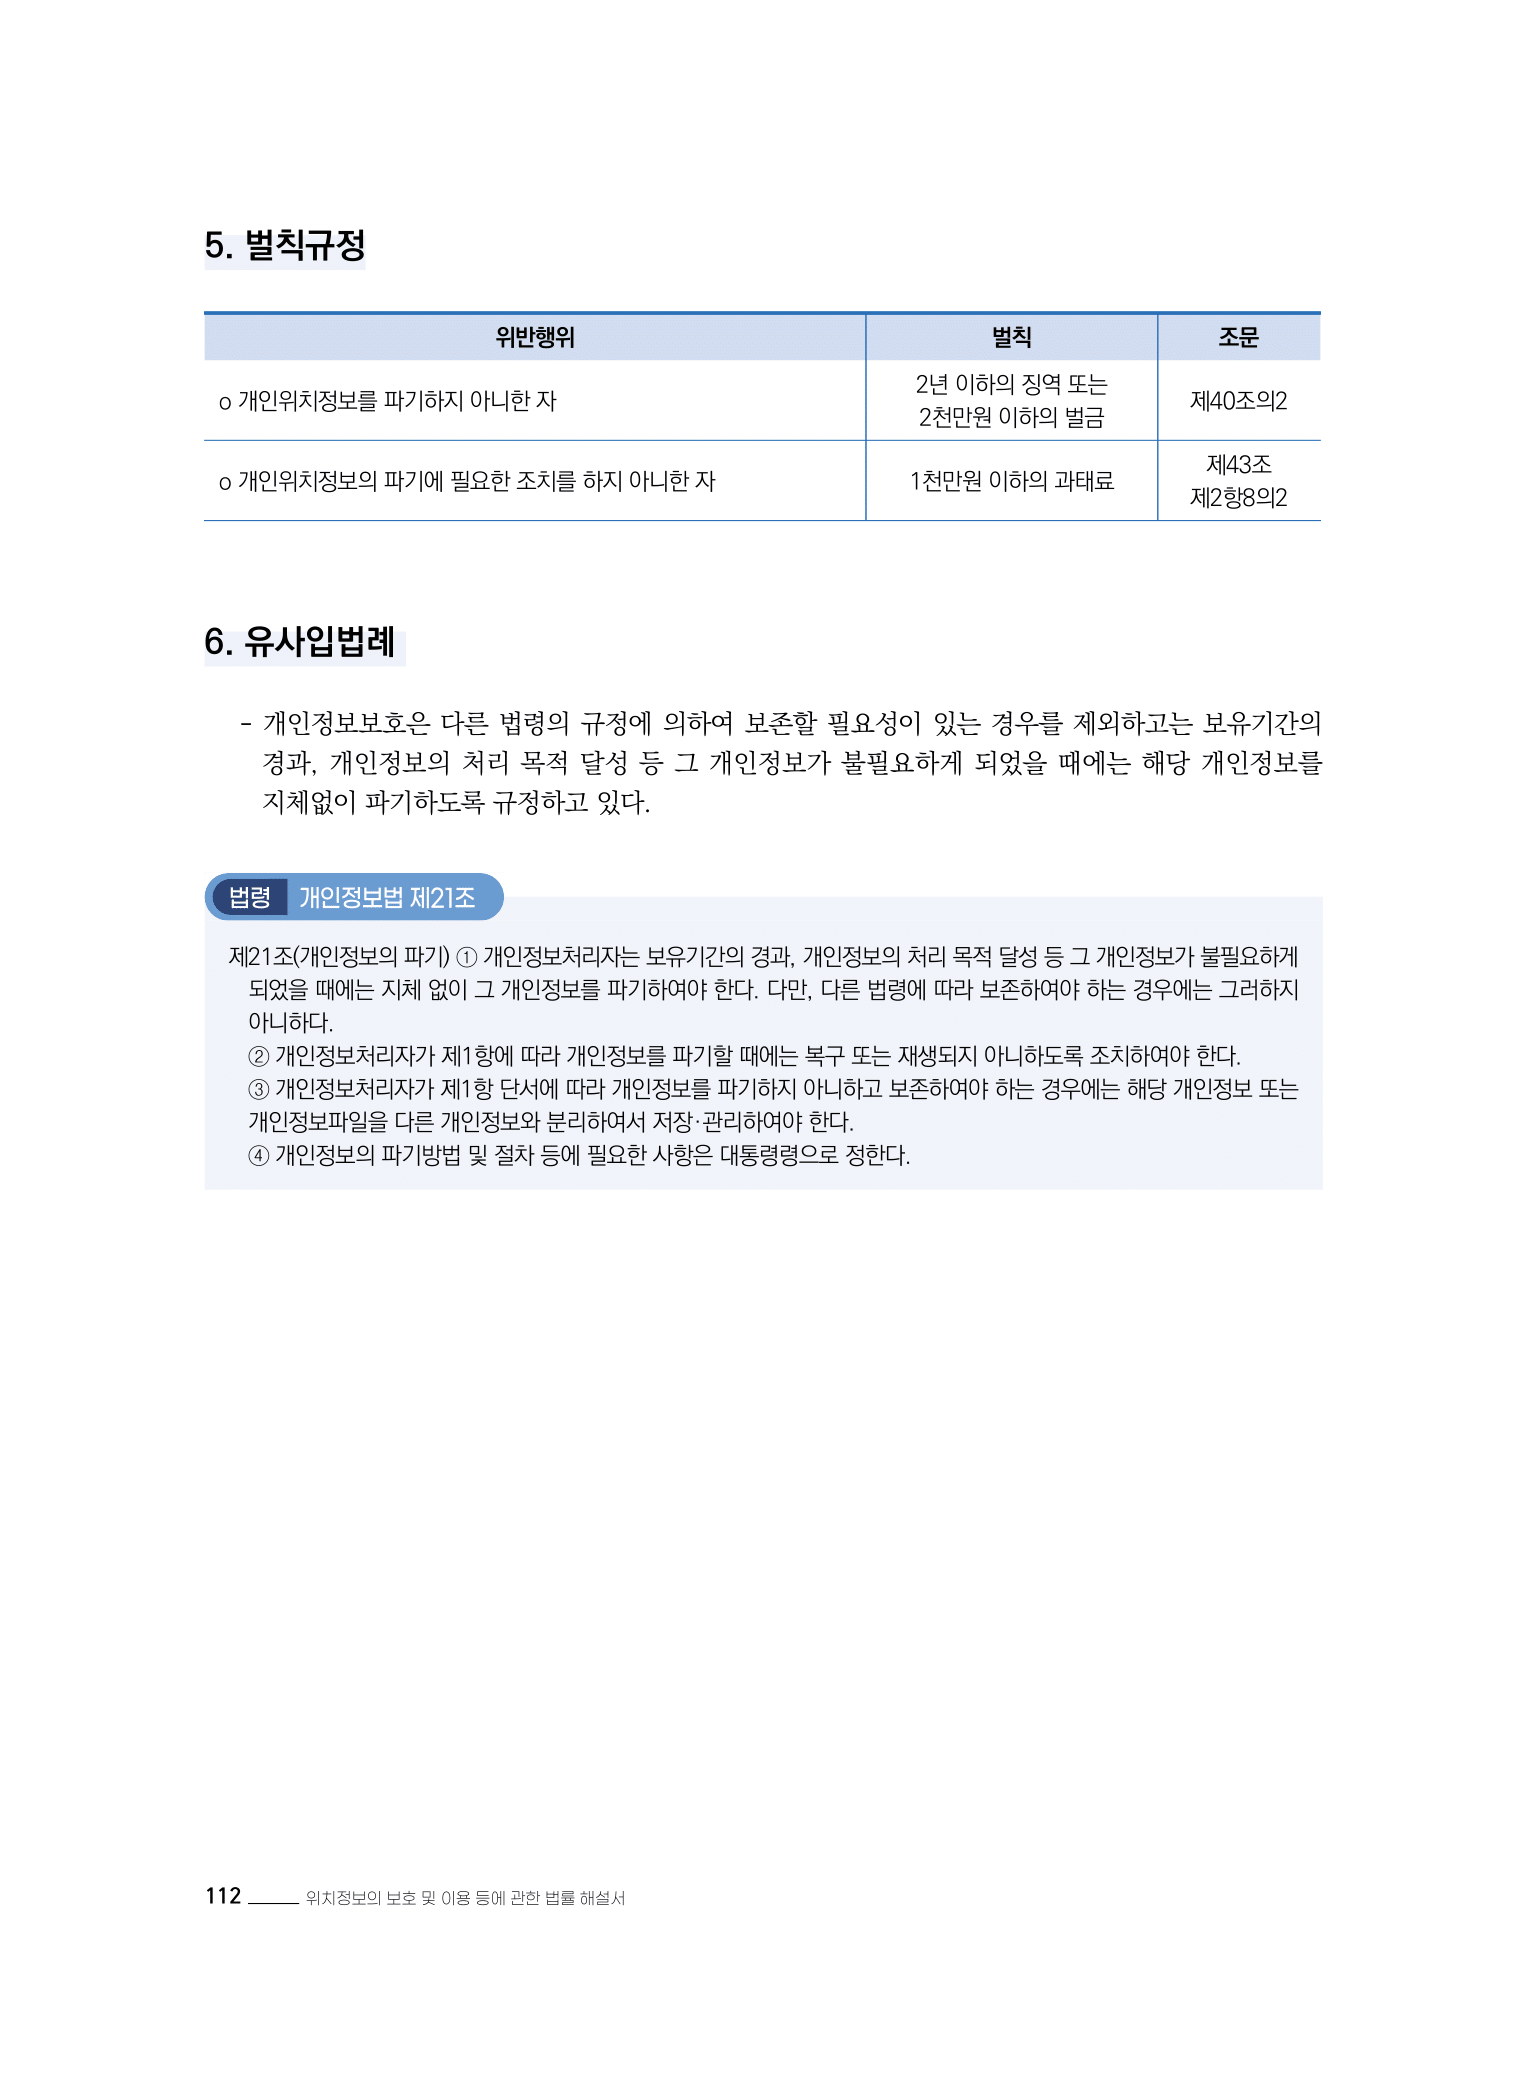 5. 벌칙규정
위반행위 벌칙 조문
o 개인위치정보를 파기하지 아니한 자 2년 이하의 징역 또는 2천만원 이하의 벌금 제40조의2
o 개인위치정보의 파기에 필요한 조치를 하지 아니한 자 1천만원 이하의 과태료 제43조 제2항8의2
6. 유사입법례
- 개인정보보호은 다른 법령의 규정에 의하여 보존할 필요성이 있는 경우를 제외하고는 보유기간의
경과, 개인정보의 처리 목적 달성 등 그 개인정보가 불필요하게 되었을 때에는 해당 개인정보를
지체없이 파기하도록 규정하고 있다.
법령 개인정보법 제21조
제21조(개인정보의 파기) ① 개인정보처리자는 보유기간의 경과, 개인정보의 처리 목적 달성 등 그 개인정보가 불필요하게
되었을 때에는 지체 없이 그 개인정보를 파기하여야 한다. 다만, 다른 법령에 따라 보존하여야 하는 경우에는 그러하지
아니하다.
② 개인정보처리자가 제1항에 따라 개인정보를 파기할 때에는 복구 또는 재생되지 아니하도록 조치하여야 한다.
③ 개인정보처리자가 제1항 단서에 따라 개인정보를 파기하지 아니하고 보존하여야 하는 경우에는 해당 개인정보 또는
개인정보파일을 다른 개인정보와 분리하여서 저장·관리하여야 한다.
④ 개인정보의 파기방법 및 절차 등에 필요한 사항은 대통령령으로 정한다.
112 위치정보의 보호 및 이용 등에 관한 법률 해설서